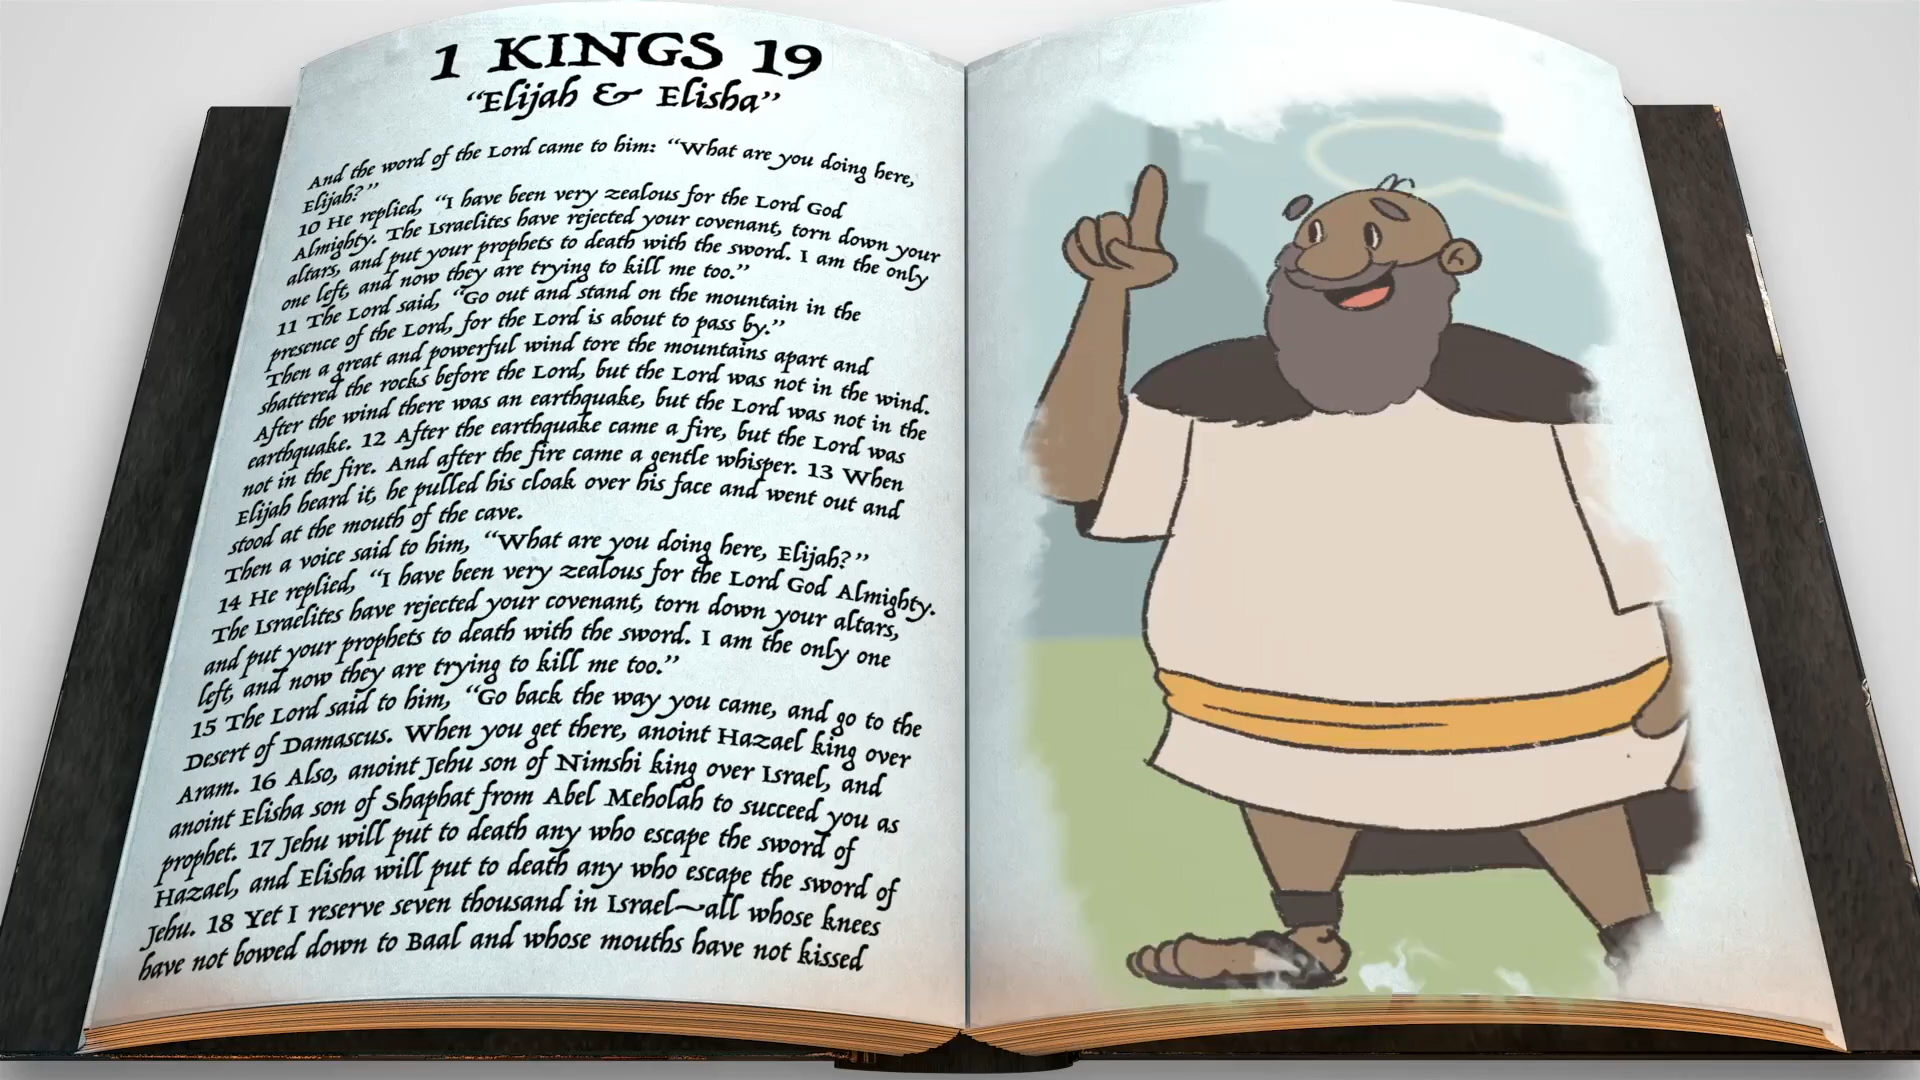 1 KINGS 19
“Elijah & Elisha”
And the word of the Lord came to him: “What are you doing here,
Elijah?”
10 He replied, “I have been very zealous for the Lord God
Almighty. The Israelites have rejected your covenant, torn down your
altars, and put your prophets to death with the sword. I am the only
one left, and now they are trying to kill me too.”
11 The Lord said, “Go out and stand on the mountain in the
presence of the Lord, for the Lord is about to pass by.”
Then a great and powerful wind tore the mountains apart and
shattered the rocks before the Lord, but the Lord was not in the wind.
After the wind there was an earthquake, but the Lord was not in the
earthquake. 12 After the earthquake came a fire, but the Lord was
not in the fire. And after the fire came a gentle whisper. 13 When
Elijah heard it, he pulled his cloak over his face and went out and
stood at the mouth of the cave.
Then a voice said to him, “What are you doing here, Elijah?”
14 He replied, “I have been very zealous for the Lord God Almighty.
The Israelites have rejected your covenant, torn down your altars,
and put your prophets to death with the sword. I am the only one
left, and now they are trying to kill me too.”
15 The Lord said to him, “Go back the way you came, and go to the
Desert of Damascus. When you get there, anoint Hazael king over
Aram. 16 Also, anoint Jehu son of Nimshi king over Israel, and
anoint Elisha son of Shaphat from Abel Meholah to succeed you as
prophet. 17 Jehu will put to death any who escape the sword of
Hazael, and Elisha will put to death any who escape the sword of
Jehu. 18 Yet I reserve seven thousand in Israel—all whose knees
have not bowed down to Baal and whose mouths have not kissed